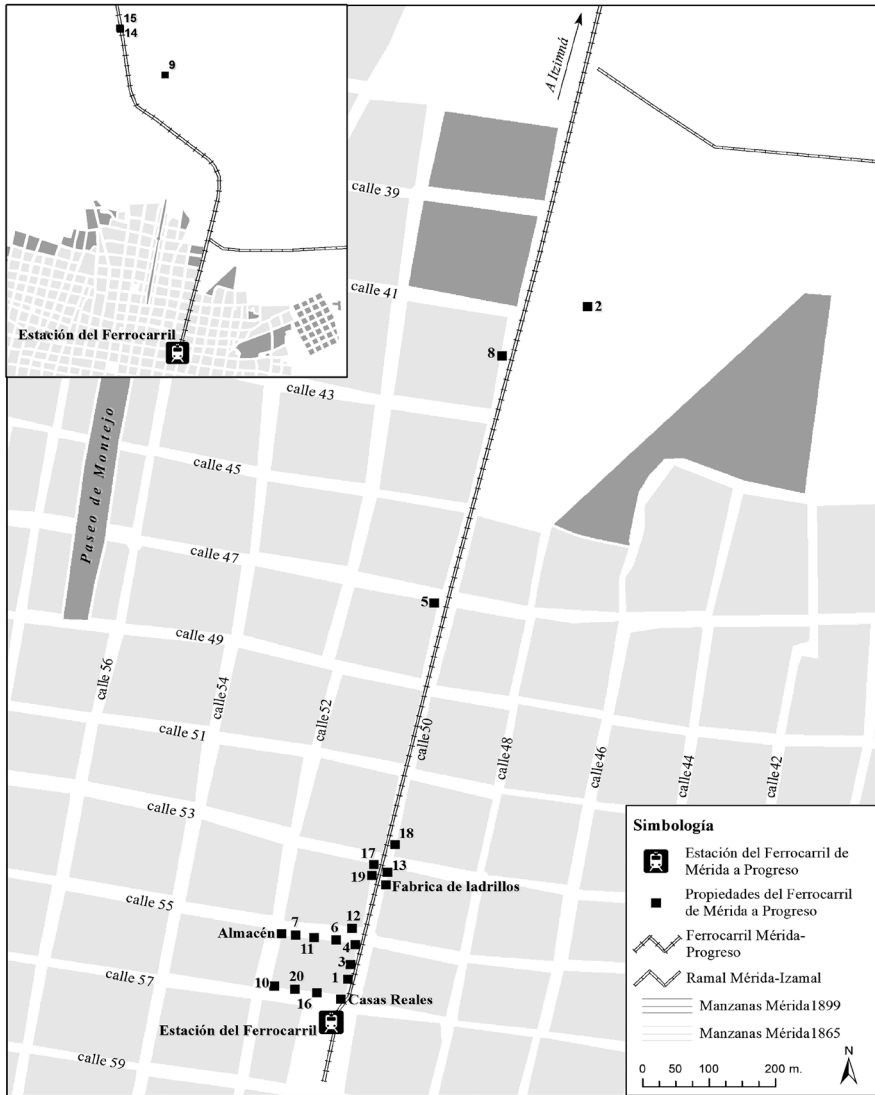 15
14
9
Estación del Ferrocarril
A Itzimná
calle 39
calle 41
2
8
calle 43
Paseo de Montejo
calle 45
calle 47
5
calle 49
calle 56
calle 54
calle 52
calle 50
calle 48
calle 46
calle 44
calle 42
calle 51
calle 53
18
17
13
19
Fabrica de ladrillos
calle 55
Almacén
7
11
6
12
4
3
1
calle 57
10
20
16
Casas Reales
Estación del Ferrocarril
calle 59
Simbología
Estación del Ferrocarril de
Mérida a Progreso
Propiedades del Ferrocarril
de Mérida a Progreso
Ferrocarril Mérida-
Progreso
Ramal Mérida-Izamal
Manzanas Mérida1899
Manzanas Mérida1865
N
0 50 100 200 m.